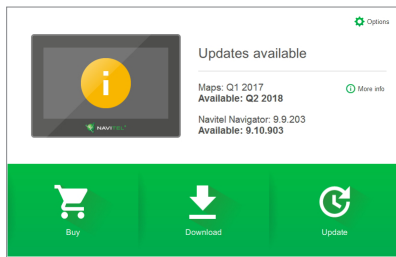 Options
Updates available
Maps: Q1 2017
Available: Q2 2018
More info
Navitel Navigator: 9.9.203
Available: 9.10.903
NAVITEL
Buy
Download
Update